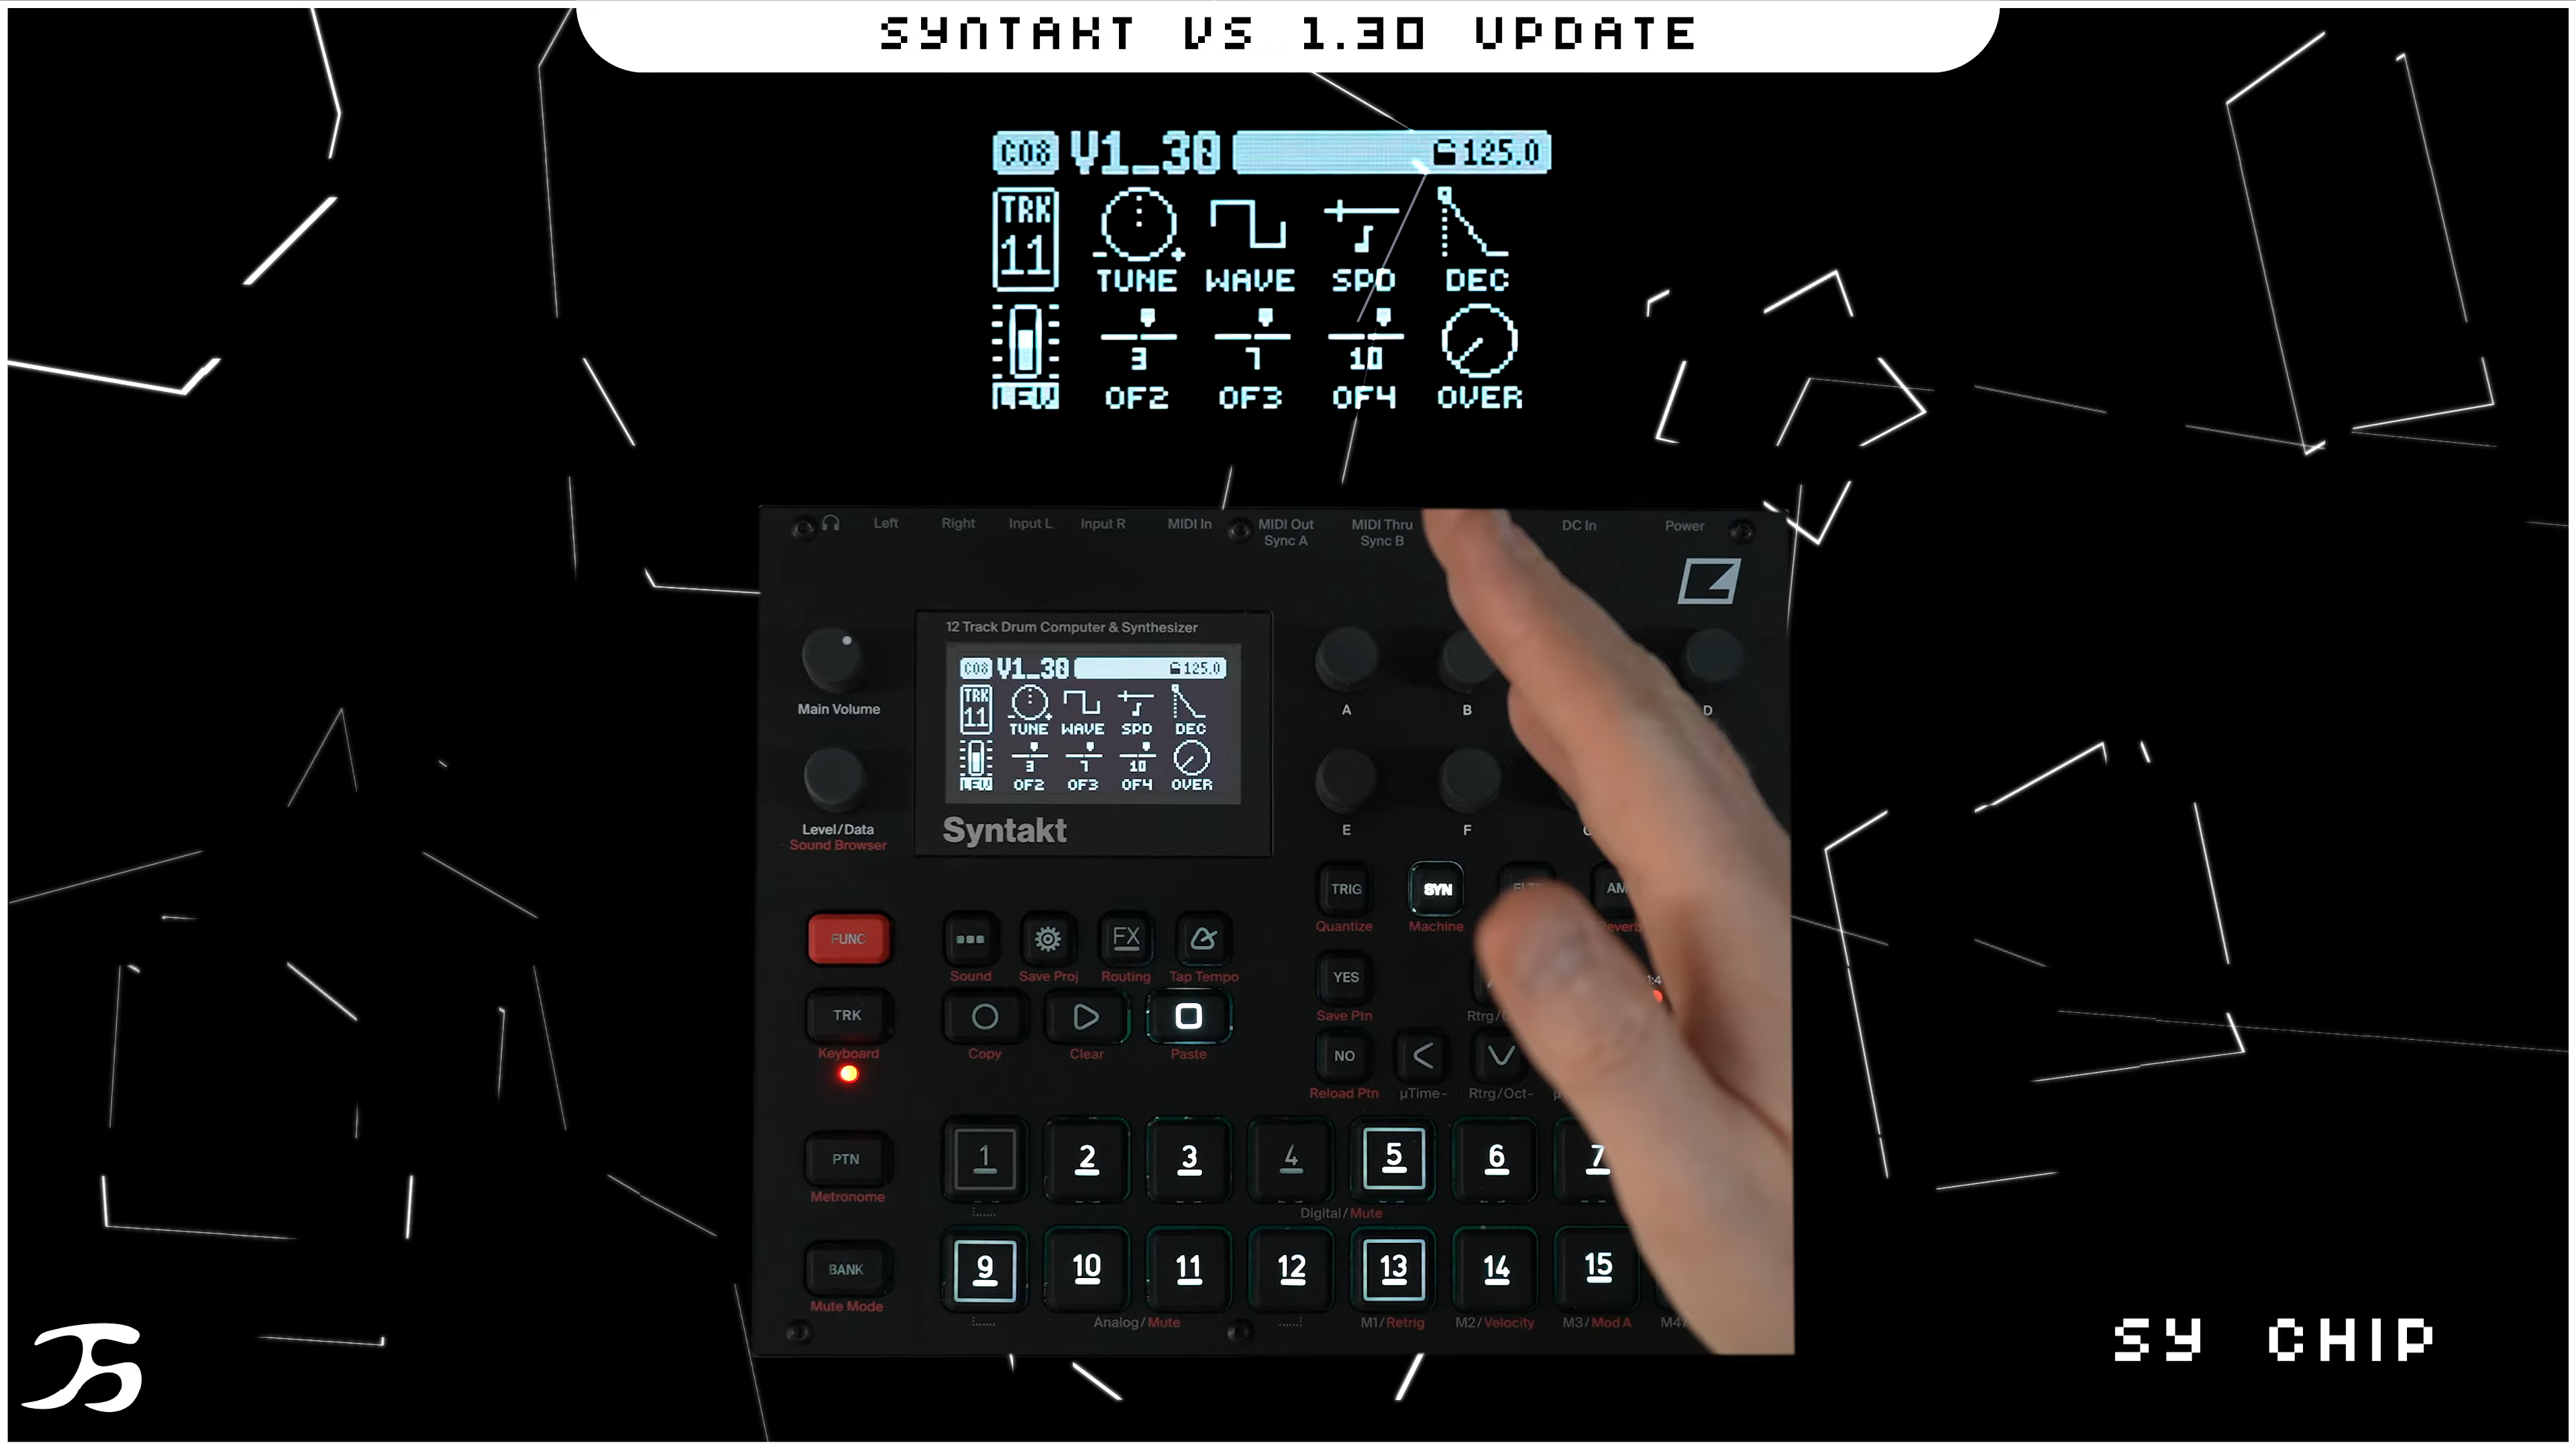 SYNTAKT VS 1.30 UPDATE
C08 V1_30 125.0
TRK
11
TUNE WAVE SPD DEC
3 7 10
LEV OF2 OF3 OF4 OVER
Left Right Input L Input R MIDI In MIDI Out MIDI Thru DC In Power
Sync A Sync B
12 Track Drum Computer & Synthesizer
C08 V1_30 125.0
TRK
11
TUNE WAVE SPD DEC
3 7 10
LEV OF2 OF3 OF4 OVER
Syntakt
Main Volume
A B D
Level/Data
Sound Browser
E F
TRIG SYN
Quantize Machine
FUNC FX
Sound Save Proj Routing Tap Tempo
YES 1:4
Save Ptn
TRK
Keyboard
Copy Clear Paste
NO
Reload Ptn µTime- Rtrg/Oct-
PTN
Metronome
1 2 3 4 5 6 7
Digital/Mute
BANK
Mute Mode
9 10 11 12 13 14 15
Analog/Mute M1/Retrig M2/Velocity M3/Mod A
JS
SY CHIP